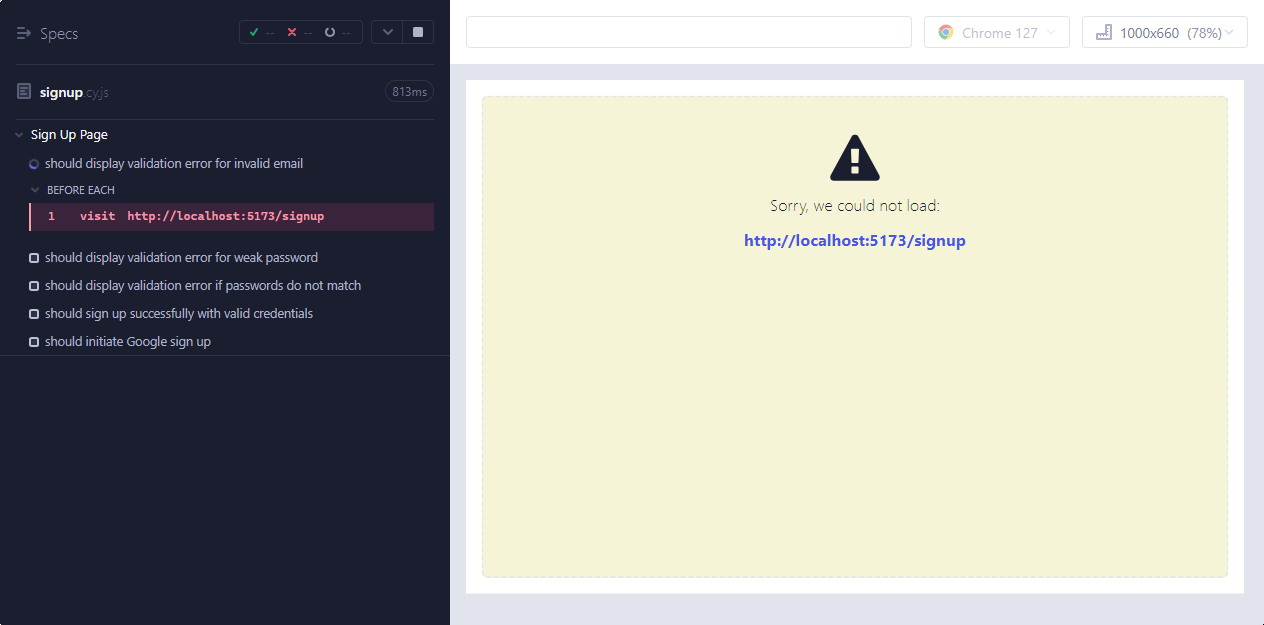 Specs
-- -- --
signup.cy.js
813ms
Sign Up Page
should display validation error for invalid email
BEFORE EACH
1 visit http://localhost:5173/signup
should display validation error for weak password
should display validation error if passwords do not match
should sign up successfully with valid credentials
should initiate Google sign up
Chrome 127
1000x660 (78%)
Sorry, we could not load:
http://localhost:5173/signup